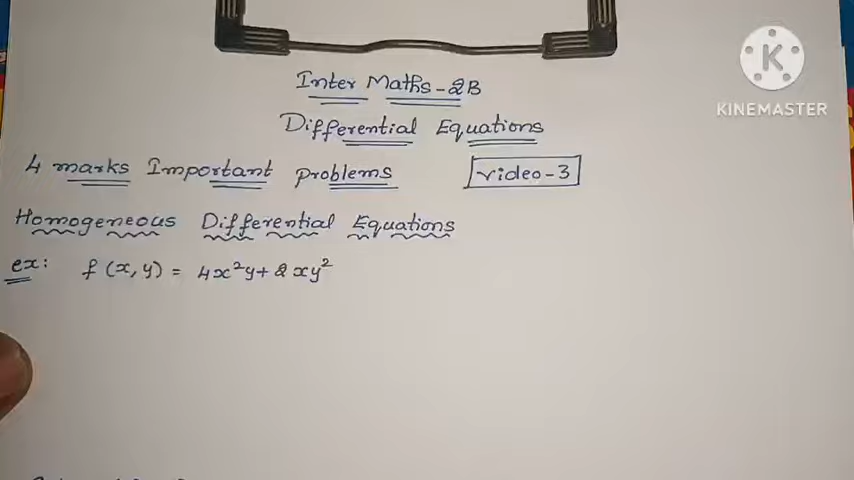 KINEMASTER
Inter Maths-2B
Differential Equations
4 marks Important problems video-3
Homogeneous Differential Equations
ex: f(x,y) = 4x²y+2xy²